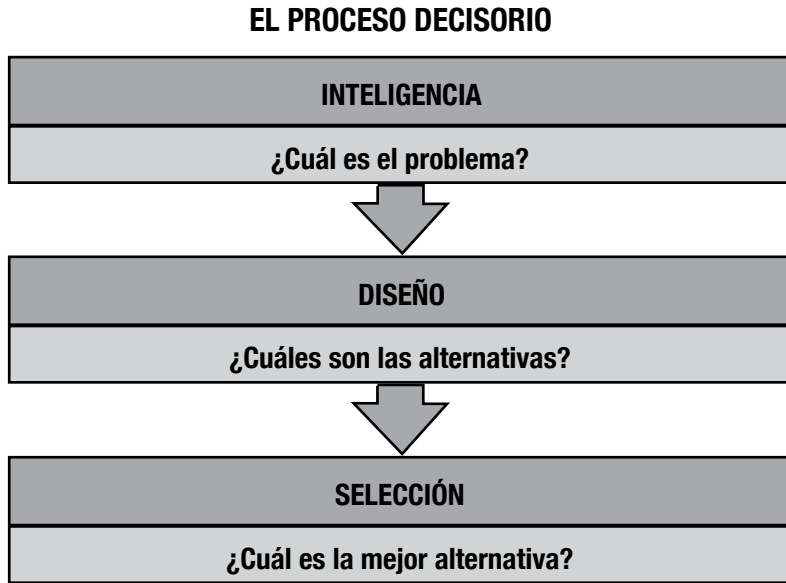 EL PROCESO DECISORIO
INTELIGENCIA
¿Cuál es el problema?
DISEÑO
¿Cuáles son las alternativas?
SELECCIÓN
¿Cuál es la mejor alternativa?